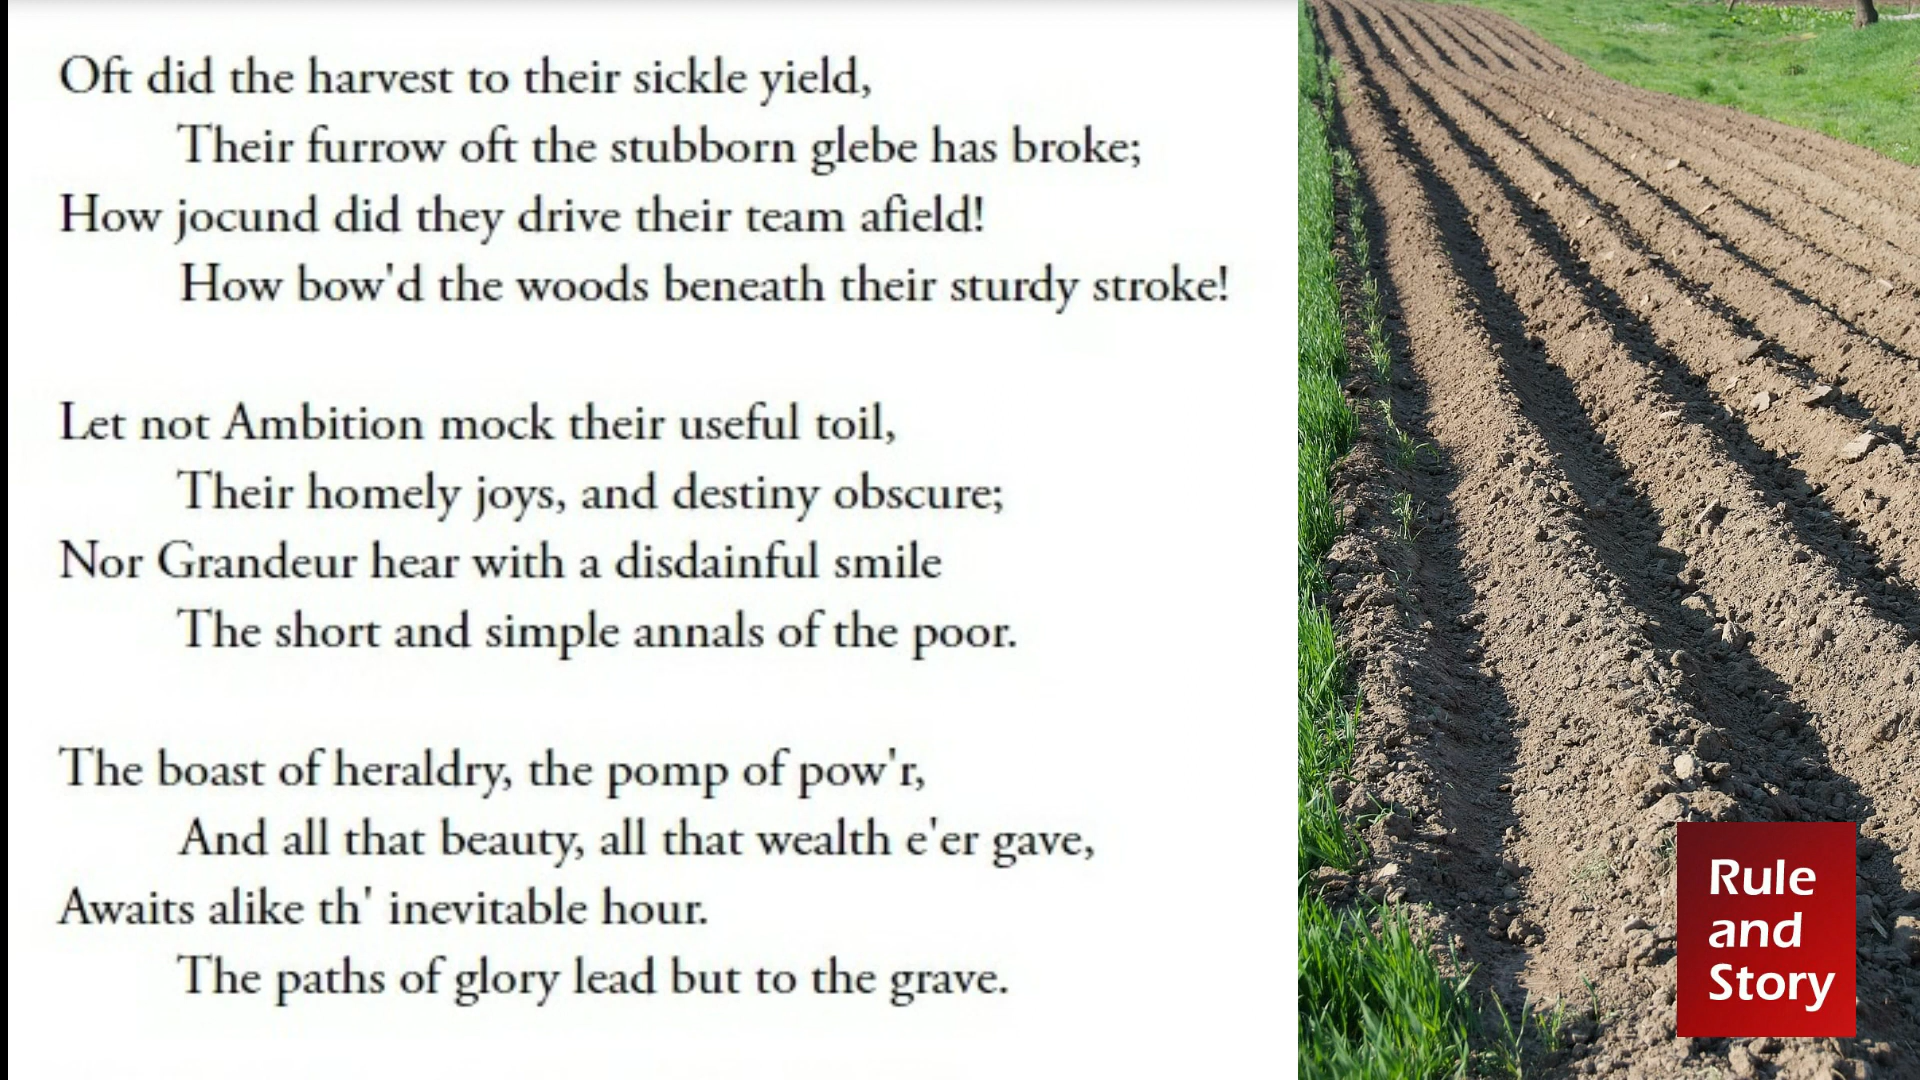 Oft did the harvest to their sickle yield,
Their furrow oft the stubborn glebe has broke;
How jocund did they drive their team afield!
How bow'd the woods beneath their sturdy stroke!
Let not Ambition mock their useful toil,
Their homely joys, and destiny obscure;
Nor Grandeur hear with a disdainful smile
The short and simple annals of the poor.
The boast of heraldry, the pomp of pow'r,
And all that beauty, all that wealth e'er gave,
Awaits alike th' inevitable hour.
The paths of glory lead but to the grave.
Rule
and
Story